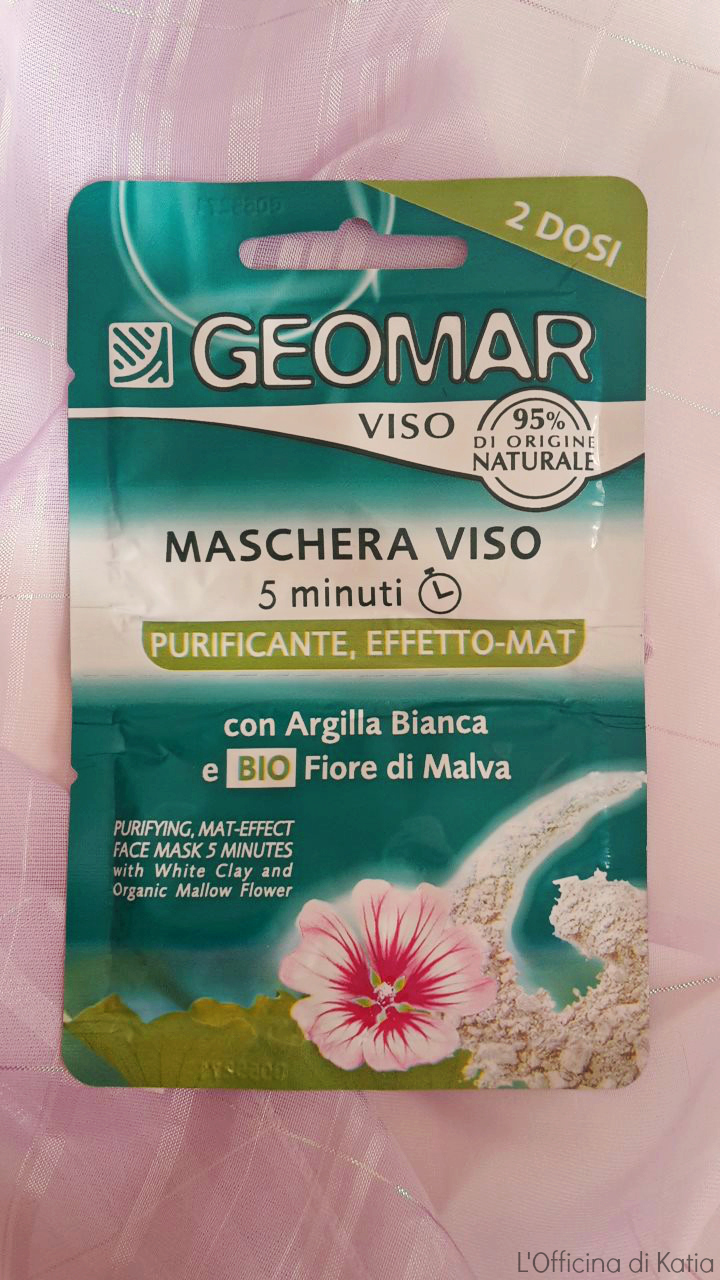 2 DOSI
GEOMAR
VISO
95%
DI ORIGINE
NATURALE
MASCHERA VISO
5 minuti
PURIFICANTE, EFFETTO-MAT
con Argilla Bianca
e BIO Fiore di Malva
PURIFYING, MAT-EFFECT
FACE MASK 5 MINUTES
with White Clay and
Organic Mallow Flower
L'Officina di Katia